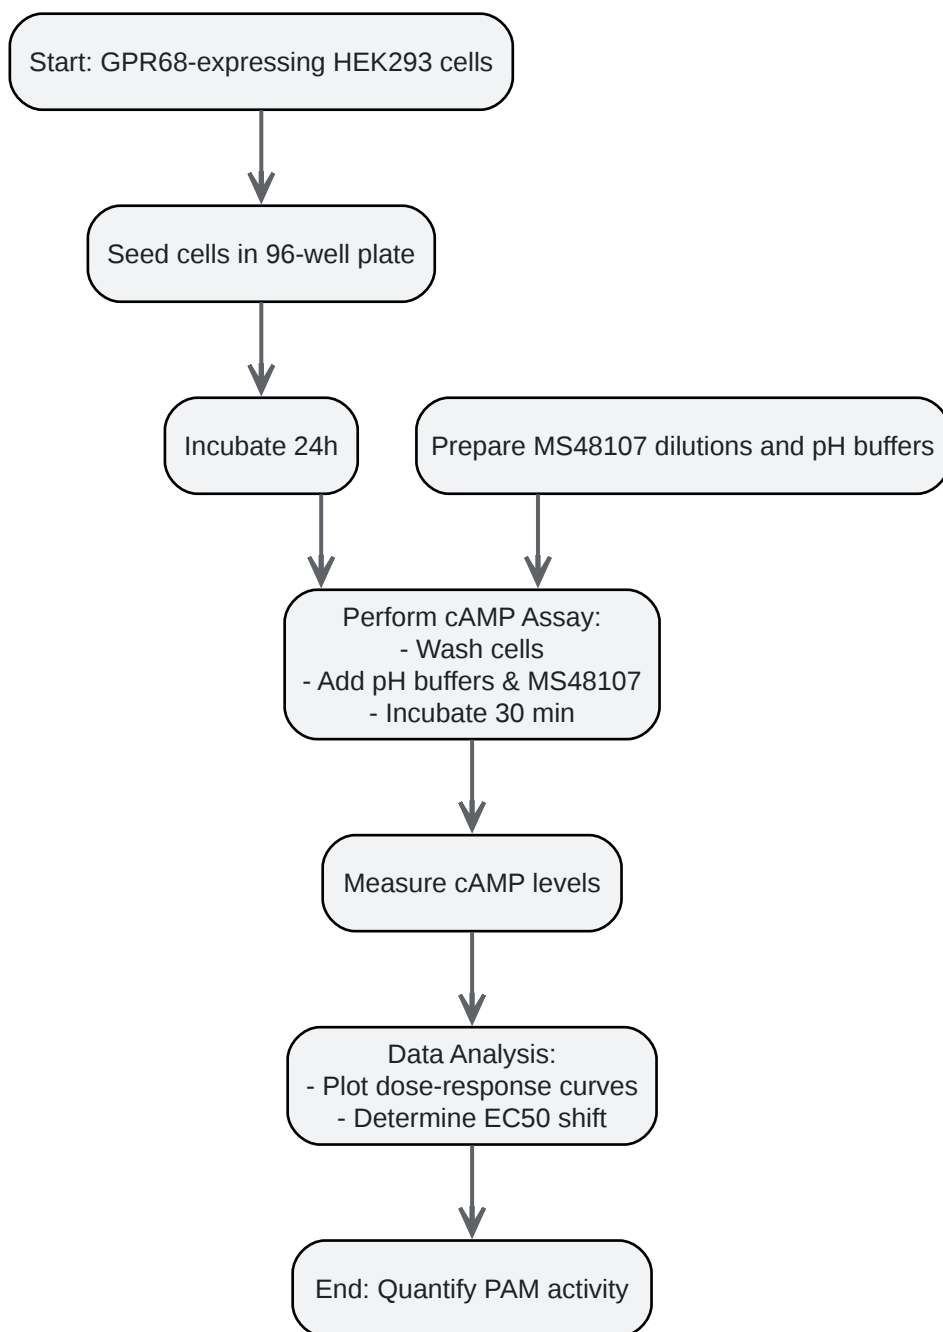 Start: GPR68-expressing HEK293 cells
Seed cells in 96-well plate
Incubate 24h
Prepare MS48107 dilutions and pH buffers
Perform cAMP Assay:
- Wash cells
- Add pH buffers & MS48107
- Incubate 30 min
Measure cAMP levels
Data Analysis:
- Plot dose-response curves
- Determine EC50 shift
End: Quantify PAM activity